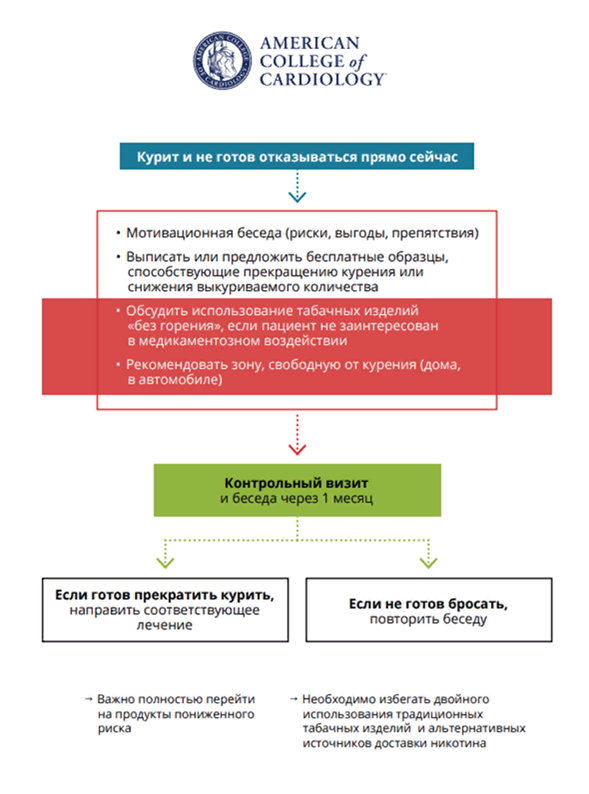 AMERICAN
COLLEGE of
CARDIOLOGY
AMERICAN COLLEGE
OF CARDIOLOGY
Курит и не готов отказываться прямо сейчас
• Мотивационная беседа (риски, выгоды, препятствия)
• Выписать или предложить бесплатные образцы,
способствующие прекращению курения или
снижения выкуриваемого количества
• Обсудить использование табачных изделий
«без горения», если пациент не заинтересован
в медикаментозном воздействии
• Рекомендовать зону, свободную от курения (дома,
в автомобиле)
Контрольный визит
и беседа через 1 месяц
Если готов прекратить курить,
направить соответствующее
лечение
Если не готов бросать,
повторить беседу
→ Важно полностью перейти
на продукты пониженного
риска
→ Необходимо избегать двойного
использования традиционных
табачных изделий и альтернативных
источников доставки никотина